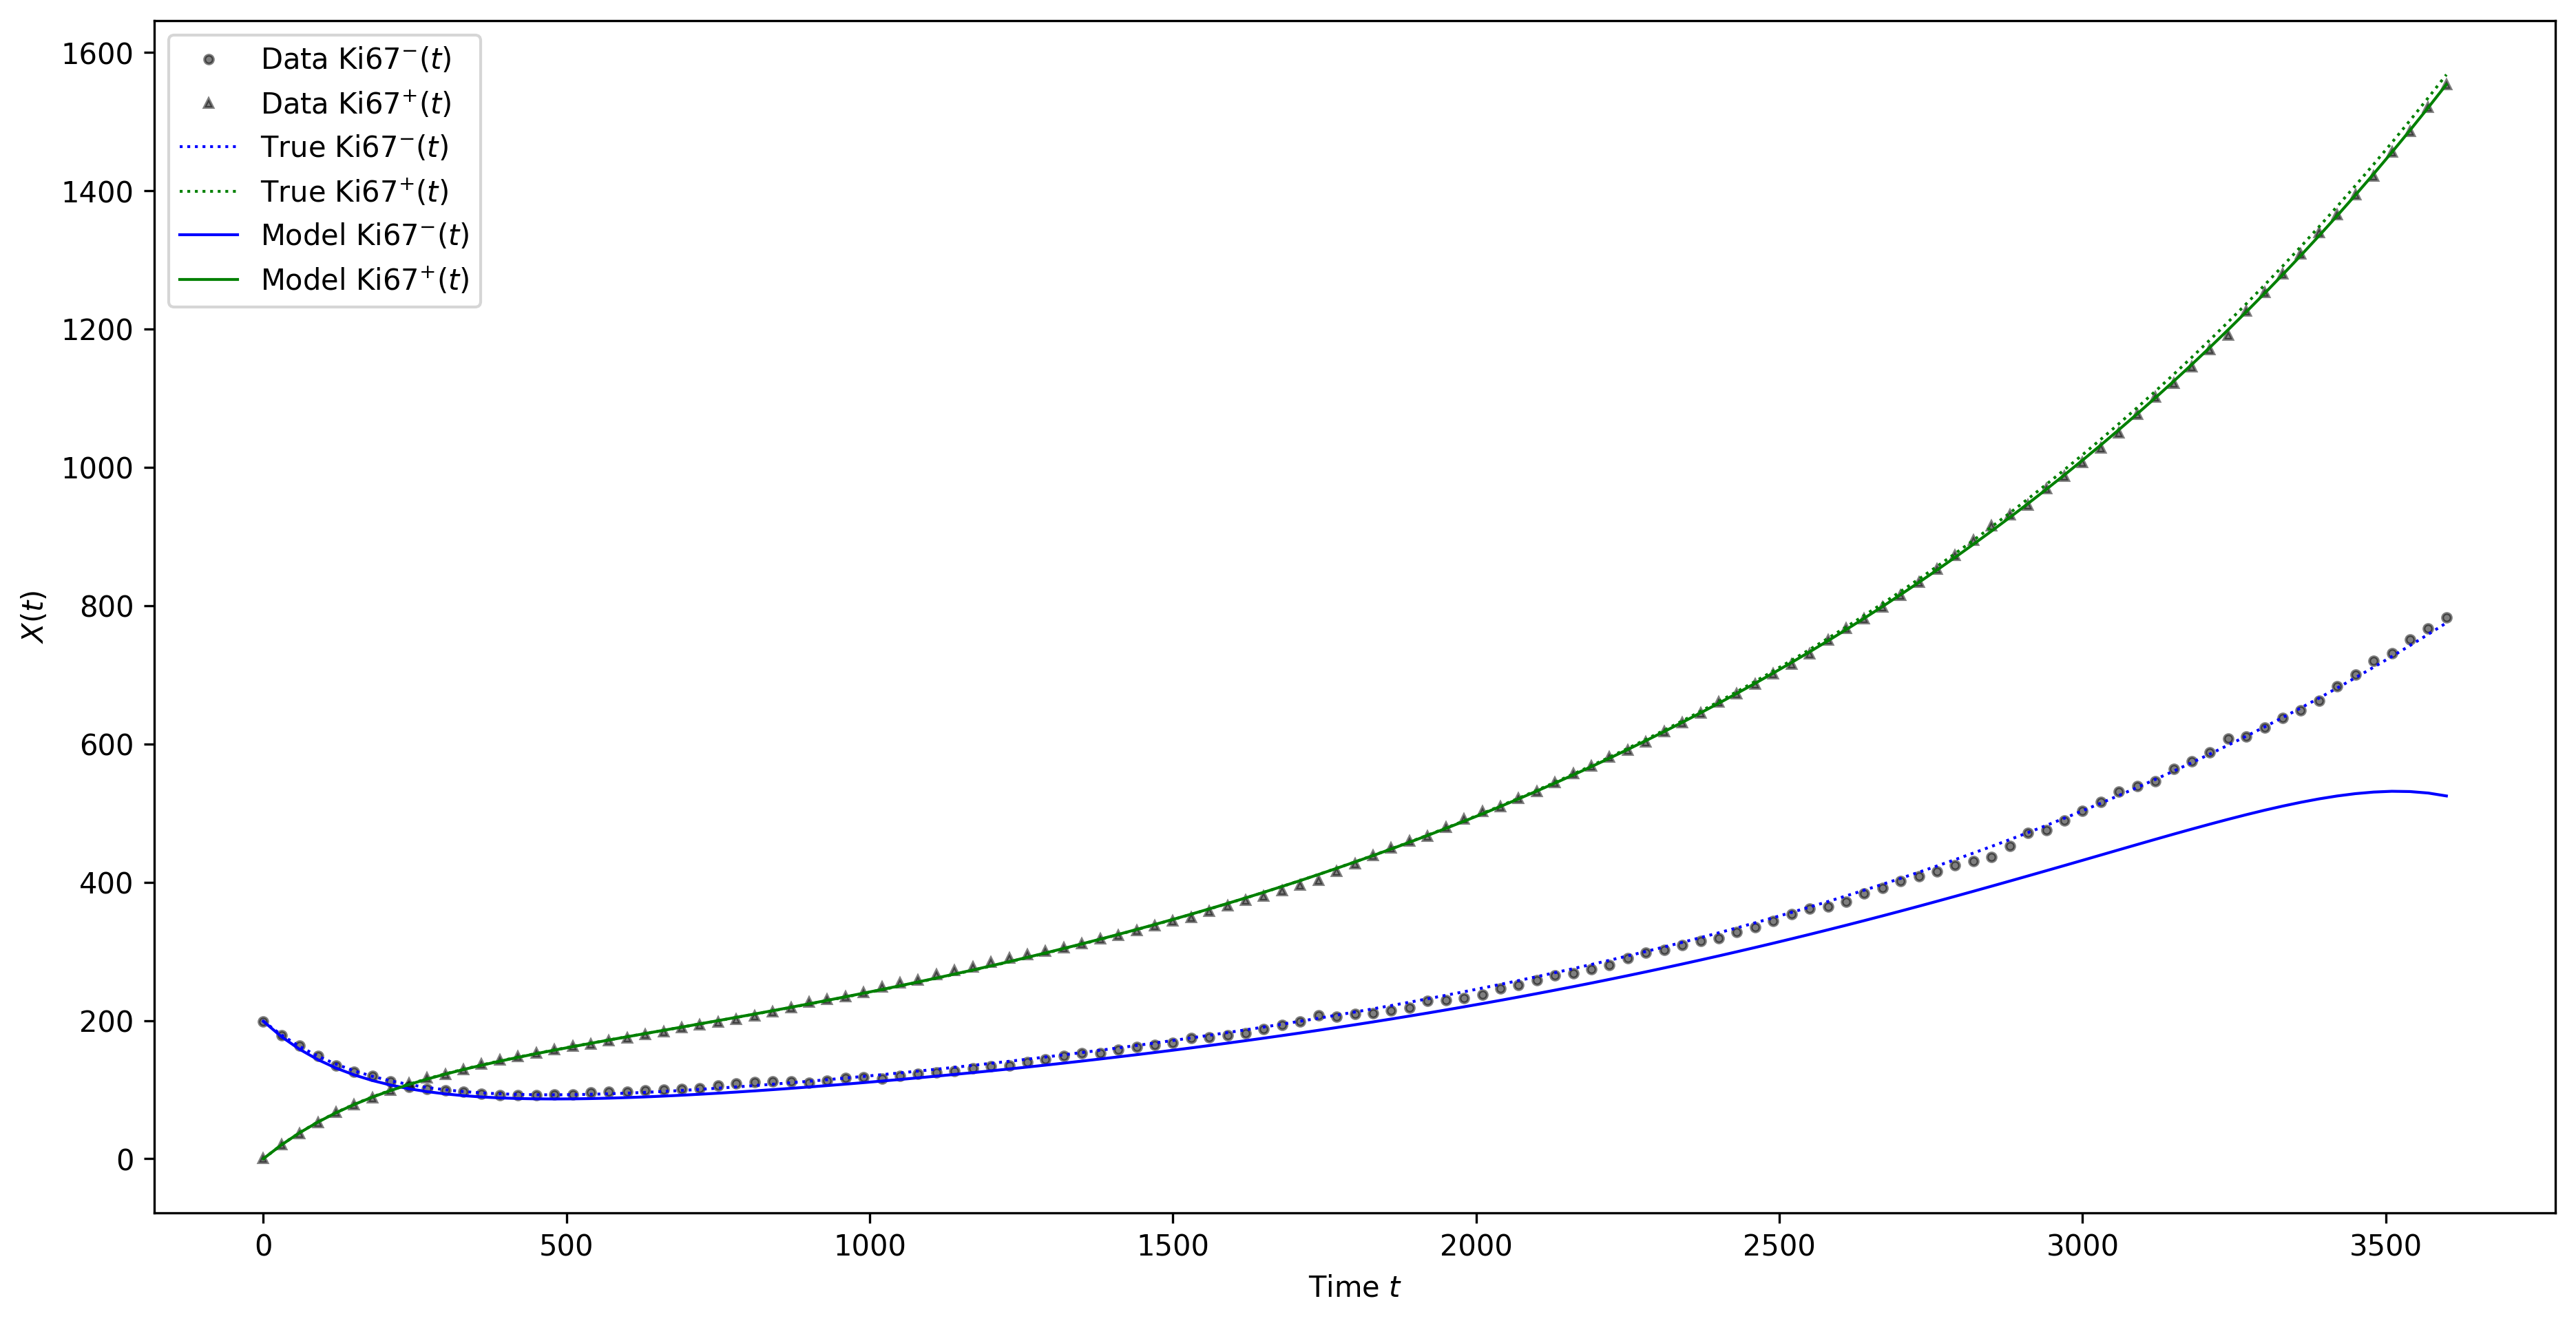 1600
1400
1200
1000
800
600
400
200
0
X(t)
Data Ki67⁻(t)
Data Ki67⁺(t)
True Ki67⁻(t)
True Ki67⁺(t)
Model Ki67⁻(t)
Model Ki67⁺(t)
0 500 1000 1500 2000 2500 3000 3500
Time t